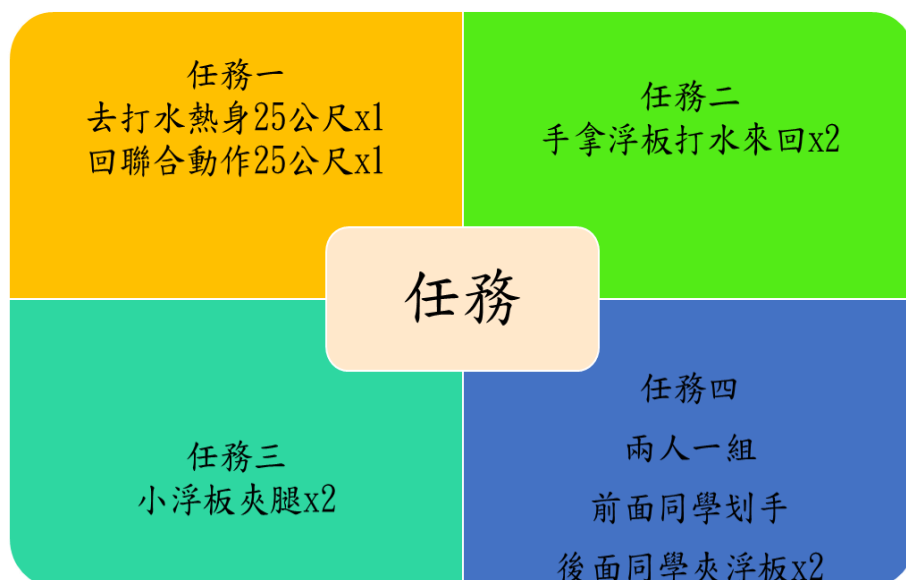 任務一
去打水熱身25公尺x1
回聯合動作25公尺x1
任務二
手拿浮板打水來回x2
任務
任務三
小浮板夾腿x2
任務四
兩人一組
前面同學划手
後面同學夾浮板x2